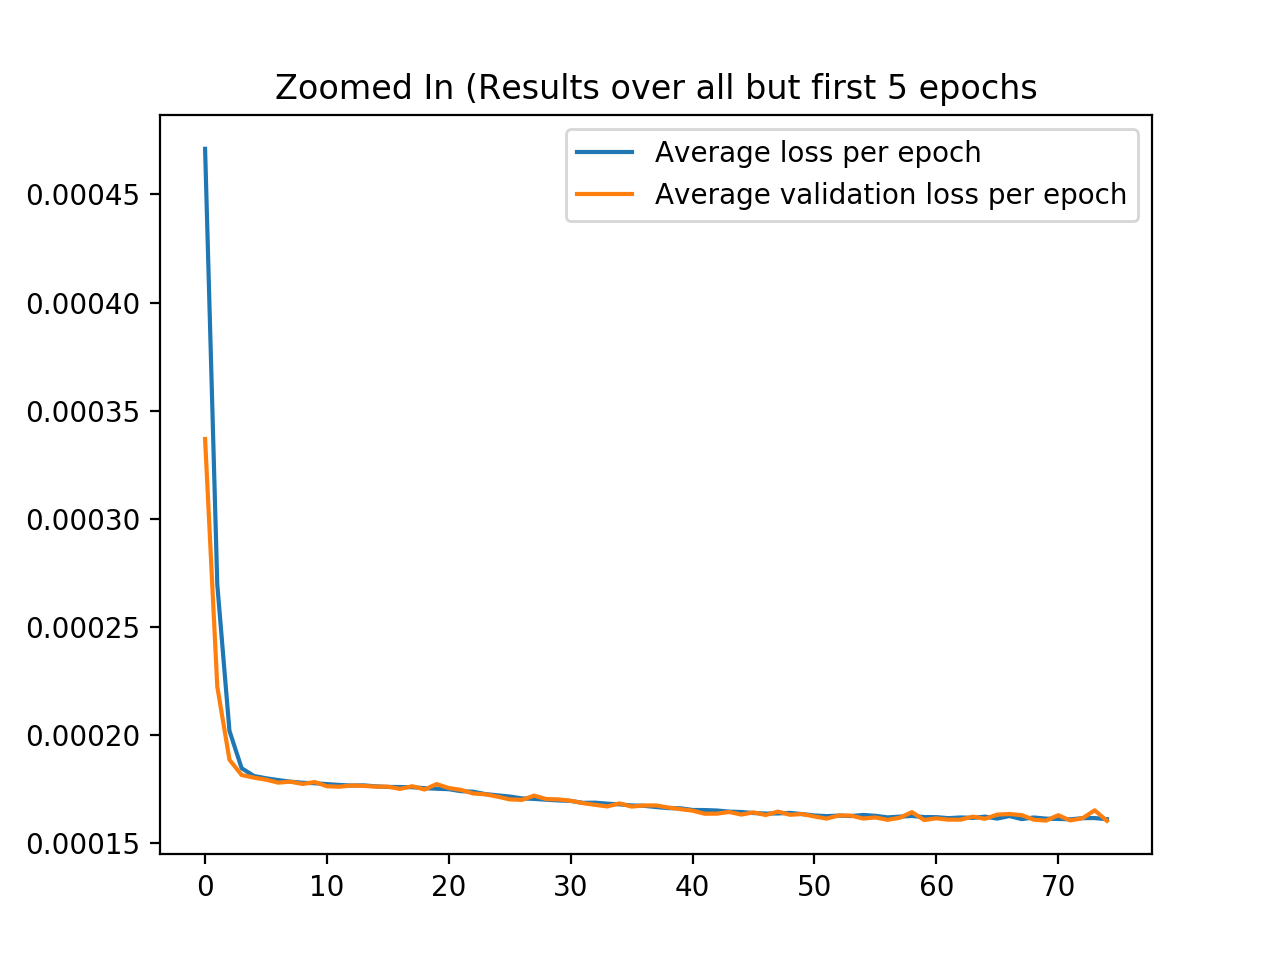 Zoomed In (Results over all but first 5 epochs
Average loss per epoch
Average validation loss per epoch
0.00045
0.00040
0.00035
0.00030
0.00025
0.00020
0.00015
0 10 20 30 40 50 60 70